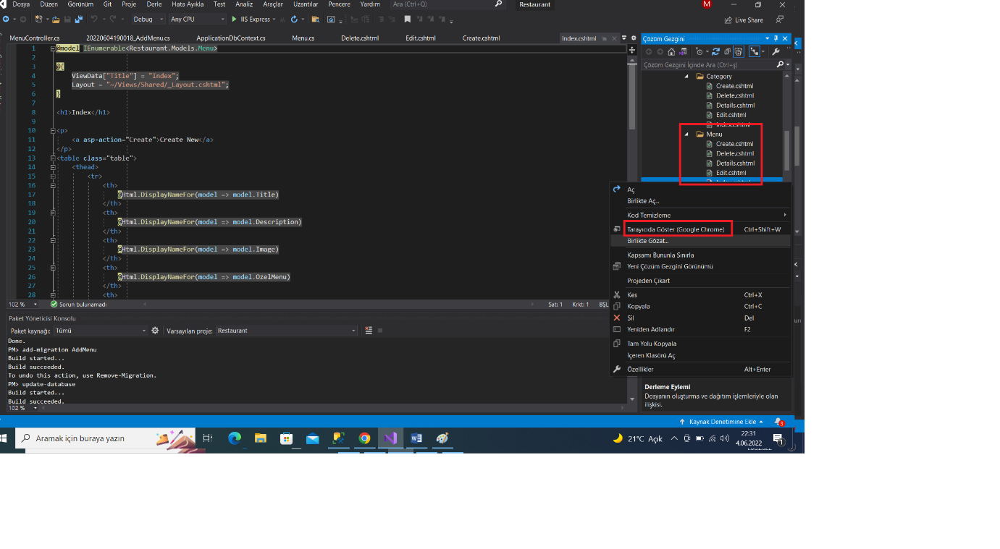 Dosya Düzen Görünüm Git Proje Derle Hata Ayıkla Test Analiz Araçlar Uzantılar Pencere Yardım Ara (Ctrl+Q) Restaurant M
Debug Any CPU IIS Express Live Share
MenuController.cs 20220604190018_AddMenu.cs ApplicationDbContext.cs Menu.cs Delete.cshtml Edit.cshtml Create.cshtml Index.cshtml
1 @model IEnumerable<Restaurant.Models.Menu>
2
3 @{
4 ViewData["Title"] = "Index";
5 Layout = "~/Views/Shared/_Layout.cshtml";
6 }
7
8 <h1>Index</h1>
9
10 <p>
11 <a asp-action="Create">Create New</a>
12 </p>
13 <table class="table">
14 <thead>
15 <tr>
16 <th>
17 @Html.DisplayNameFor(model => model.Title)
18 </th>
19 <th>
20 @Html.DisplayNameFor(model => model.Description)
21 </th>
22 <th>
23 @Html.DisplayNameFor(model => model.Image)
24 </th>
25 <th>
26 @Html.DisplayNameFor(model => model.OzelMenu)
27 </th>
28 <th>
102 % Sorun bulunamadı Sat: 1 Krkt: 1 BŞL
Paket Yöneticisi Konsolu
Paket kaynağı: Tümü Varsayılan proje: Restaurant
Done.
PM> add-migration AddMenu
Build started...
Build succeeded.
To undo this action, use Remove-Migration.
PM> update-database
Build started...
Build succeeded.
102 %
Çözüm Gezgini
Çözüm Gezgini İçinde Ara (Ctrl+ş)
Category
Create.cshtml
Delete.cshtml
Details.cshtml
Edit.cshtml
Index.cshtml
Menu
Create.cshtml
Delete.cshtml
Details.cshtml
Edit.cshtml
Aç
Birlikte Aç...
Kod Temizleme
Tarayıcıda Göster (Google Chrome) Ctrl+Shift+W
Birlikte Gözat...
Kapsamı Bununla Sınırla
Yeni Çözüm Gezgini Görünümü
Projeden Çıkart
Kes Ctrl+X
Kopyala Ctrl+C
Sil Del
Yeniden Adlandır F2
Tam Yolu Kopyala
İçeren Klasörü Aç
Özellikler Alt+Enter
Derleme Eylemi
Dosyanın oluşturma ve dağıtım işlemleriyle olan
ilişkisi.
Kaynak Denetimine Ekle 3
Aramak için buraya yazın 21°C Açık 22:31
4.06.2022 1